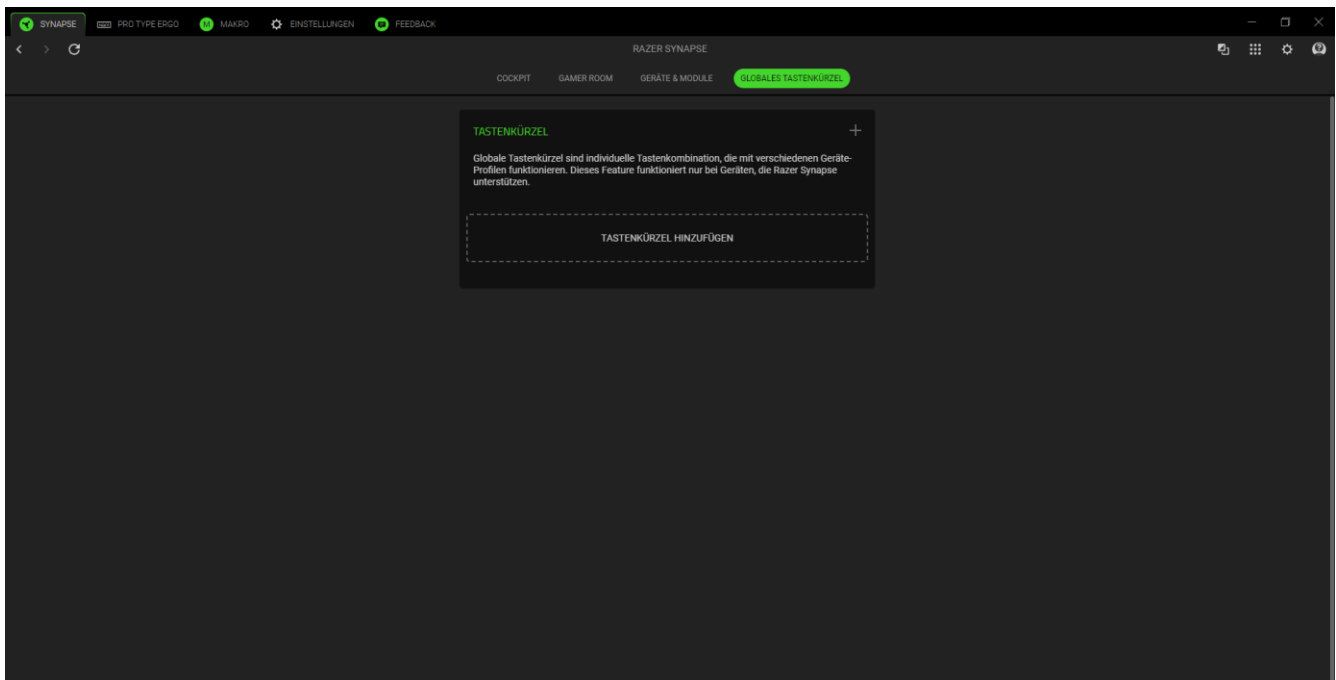 SYNAPSE PRO TYPE ERGO M MAKRO EINSTELLUNGEN FEEDBACK
RAZER SYNAPSE
COCKPIT GAMER ROOM GERÄTE & MODULE GLOBALES TASTENKÜRZEL
TASTENKÜRZEL
Globale Tastenkürzel sind individuelle Tastenkombination, die mit verschiedenen Geräte-
Profilen funktionieren. Dieses Feature funktioniert nur bei Geräten, die Razer Synapse
unterstützen.
TASTENKÜRZEL HINZUFÜGEN